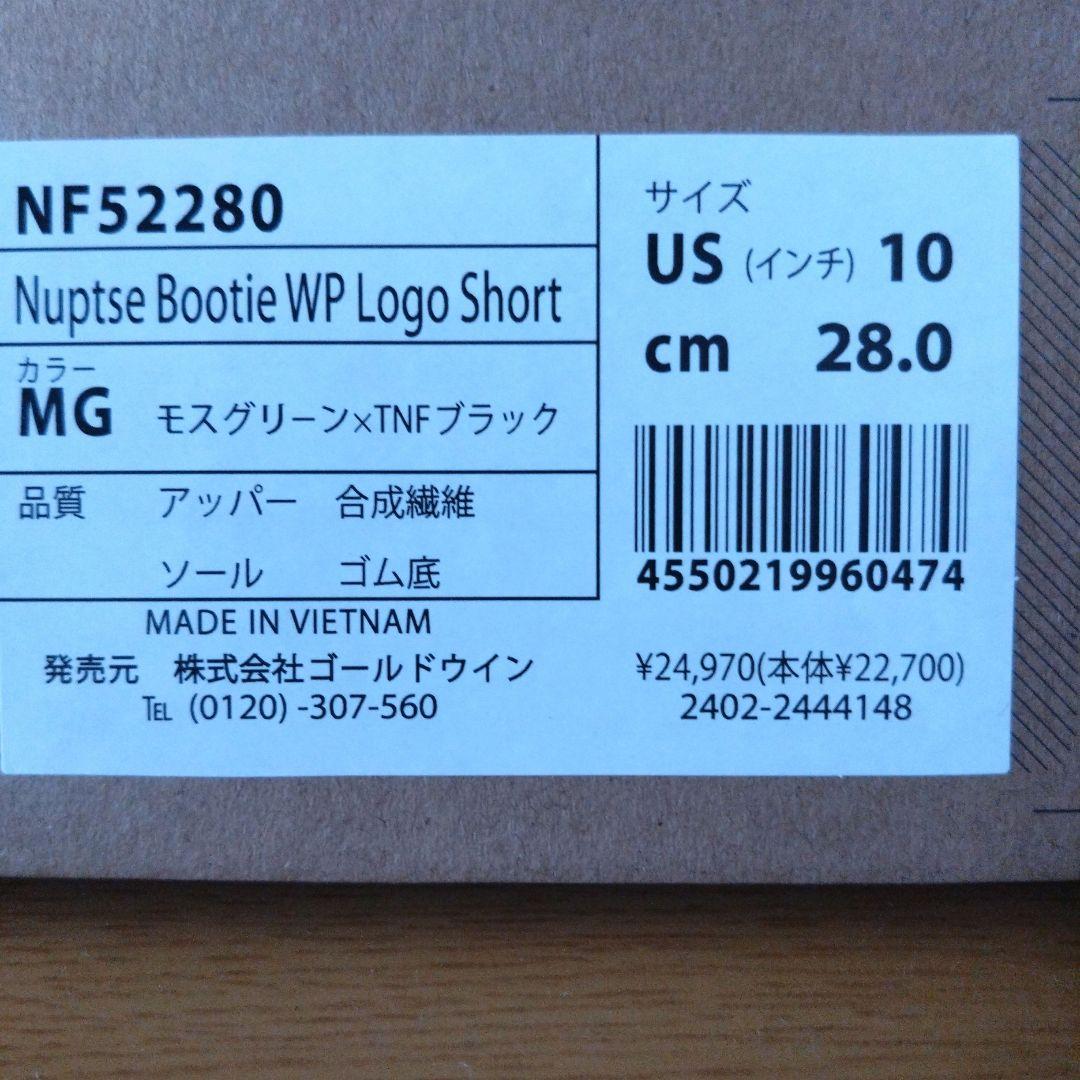 NF52280
Nuptse Bootie WP Logo Short
カラー
MG モスグリーン×TNFブラック
品質 アッパー 合成繊維
ソール ゴム底
MADE IN VIETNAM
発売元 株式会社ゴールドウイン
TEL (0120) -307-560
サイズ
US (インチ) 10
cm 28.0
4550219960474
¥24,970(本体¥22,700)
2402-2444148